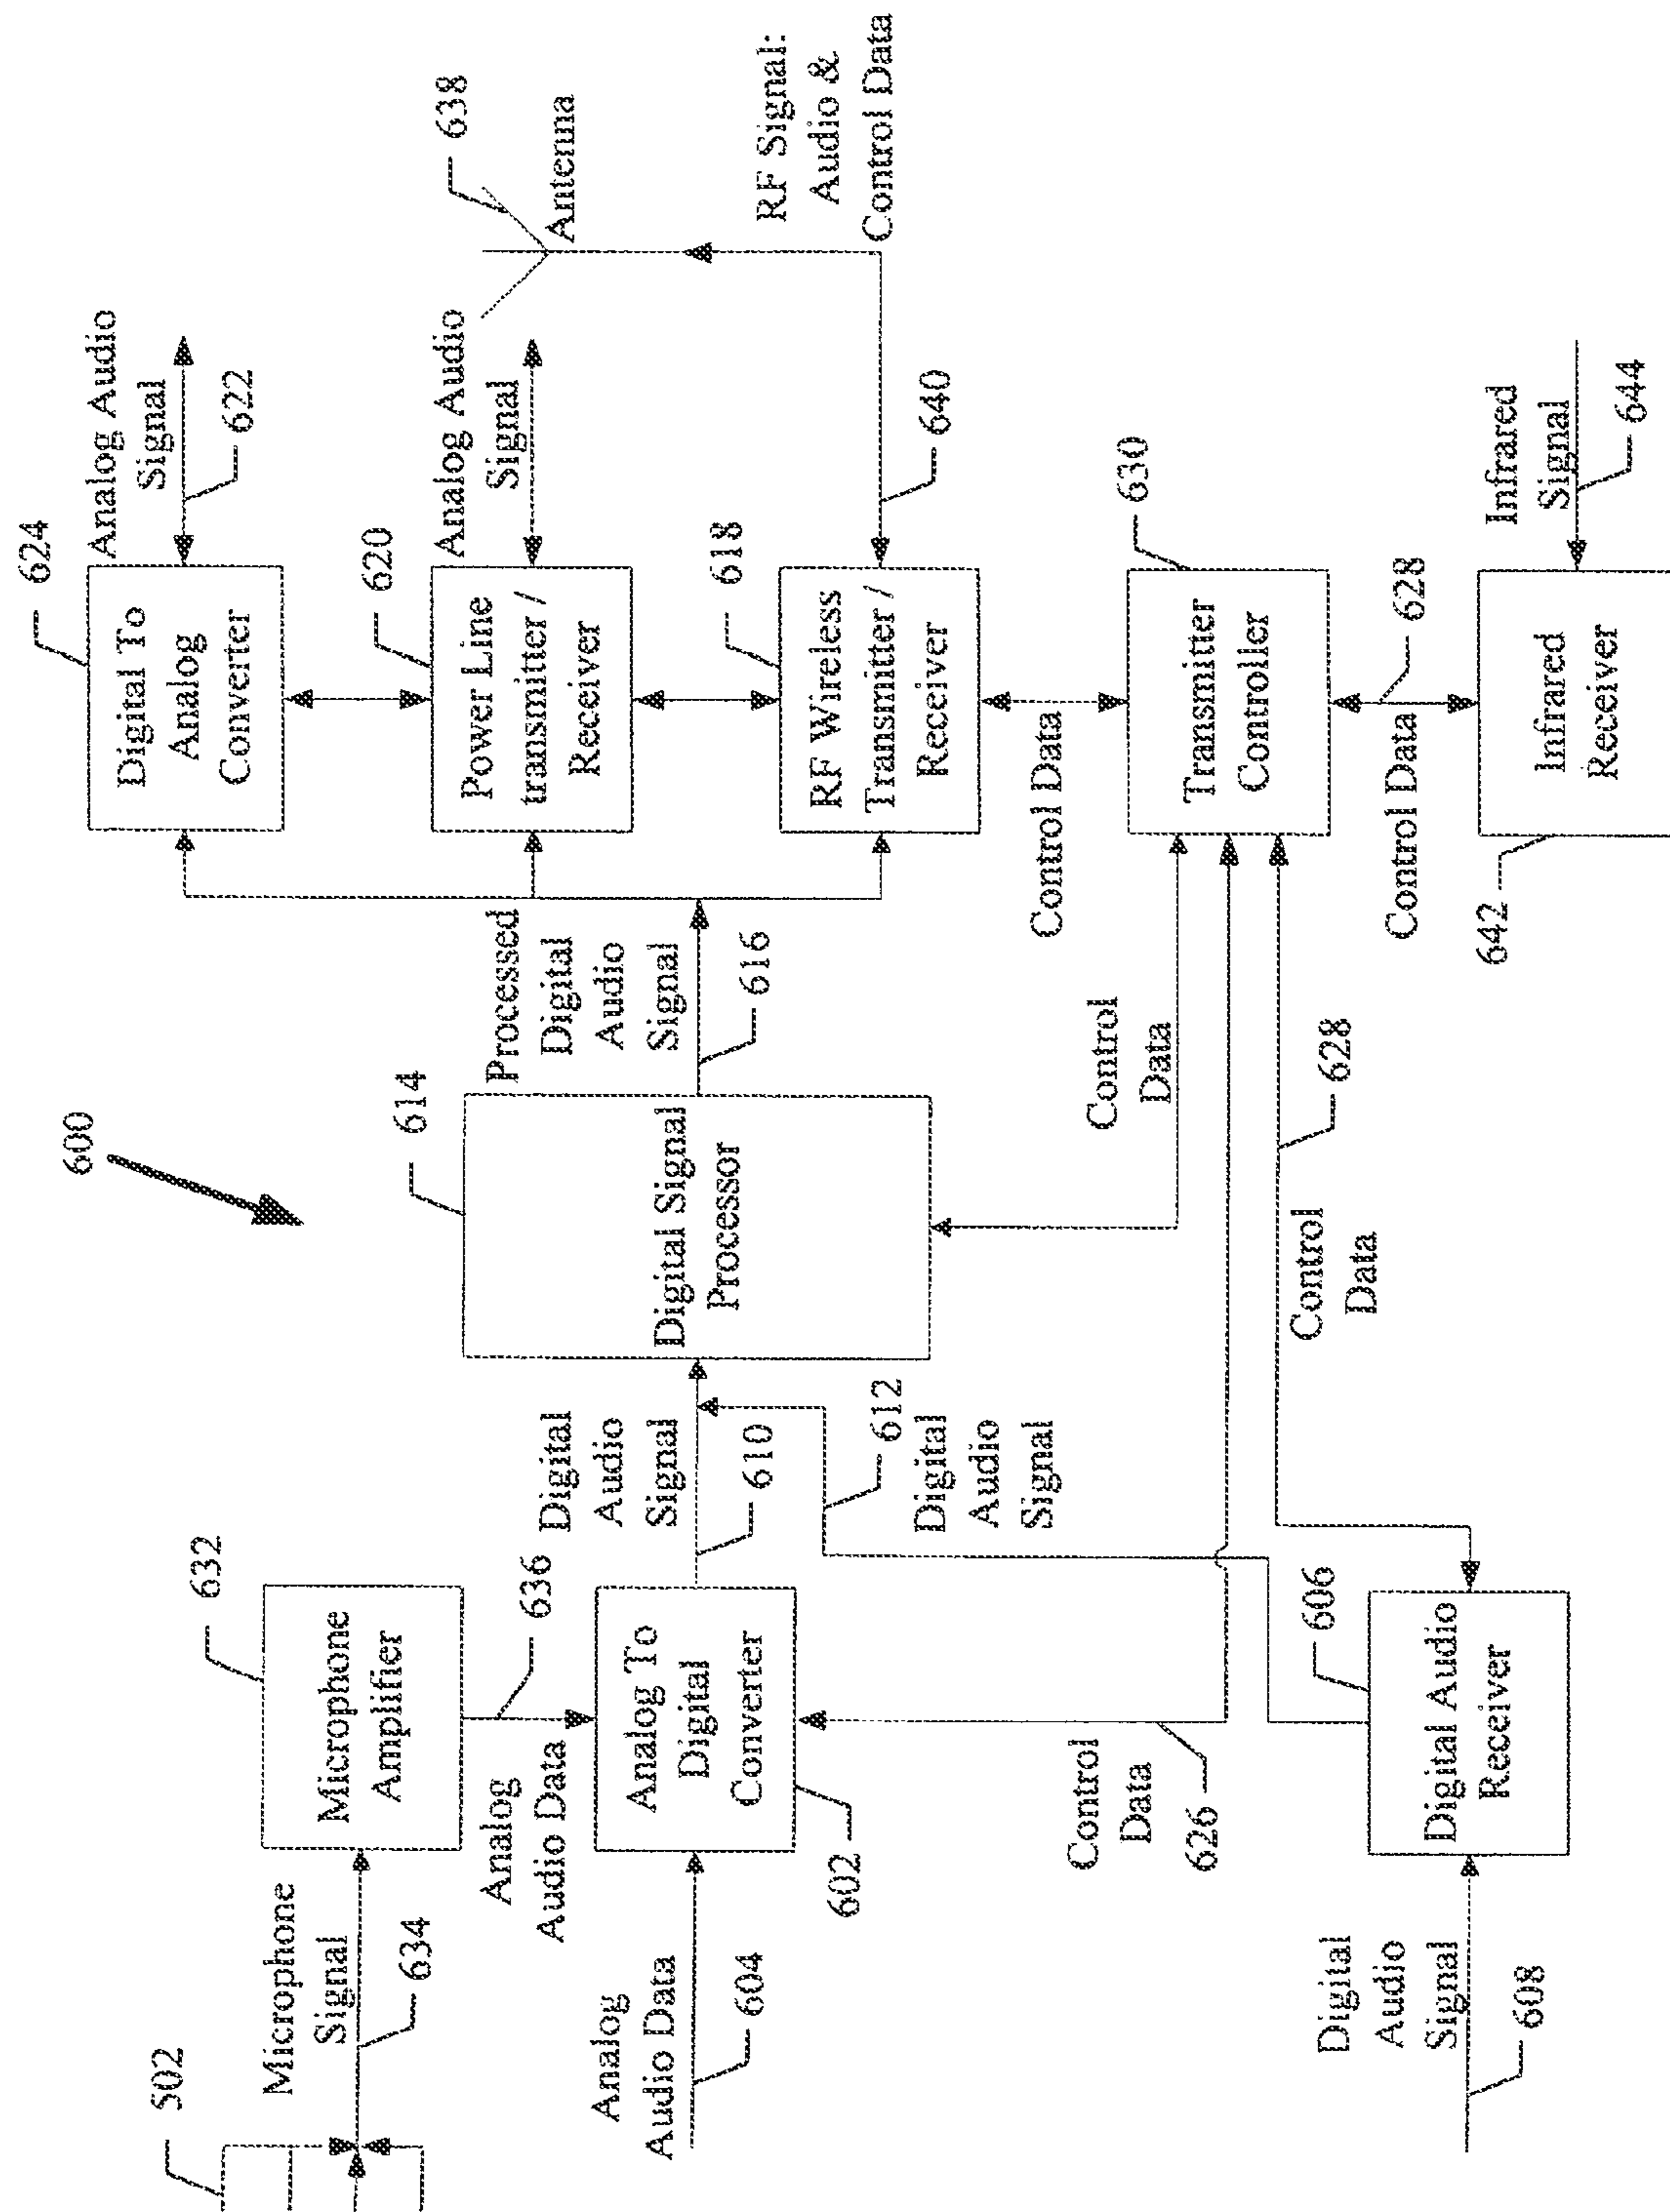 600
502
Microphone
Signal
634
632
Microphone
Amplifier
636
Analog
Audio Data
Analog
Audio Data
604
Analog To
Digital
Converter
602
Digital
Audio
Signal
610
612
Digital
Audio
Signal
Control
Data
626
Digital
Audio
Signal
608
606
Digital Audio
Receiver
614
Digital Signal
Processor
Processed
Digital
Audio
Signal
616
Control
Data
628
Control
Data
624
Digital To
Analog
Converter
Analog Audio
Signal
622
620
Power Line
transmitter /
Receiver
Analog Audio
Signal
638
Antenna
618
RF Wireless
Transmitter /
Receiver
640
RF Signal:
Audio &
Control Data
Control Data
630
Transmitter
Controller
Control Data
628
642
Infrared
Receiver
Infrared
Signal
644